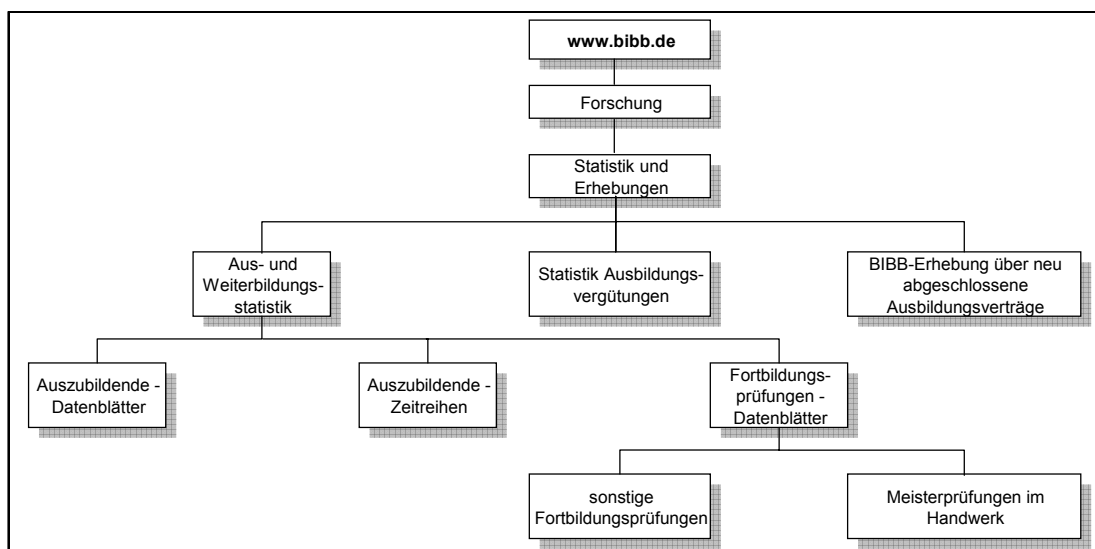 www.bibb.de
Forschung
Statistik und
Erhebungen
Aus- und
Weiterbildungs-
statistik
Statistik Ausbildungs-
vergütungen
BIBB-Erhebung über neu
abgeschlossene
Ausbildungsverträge
Auszubildende -
Datenblätter
Auszubildende -
Zeitreihen
Fortbildungs-
prüfungen -
Datenblätter
sonstige
Fortbildungsprüfungen
Meisterprüfungen im
Handwerk